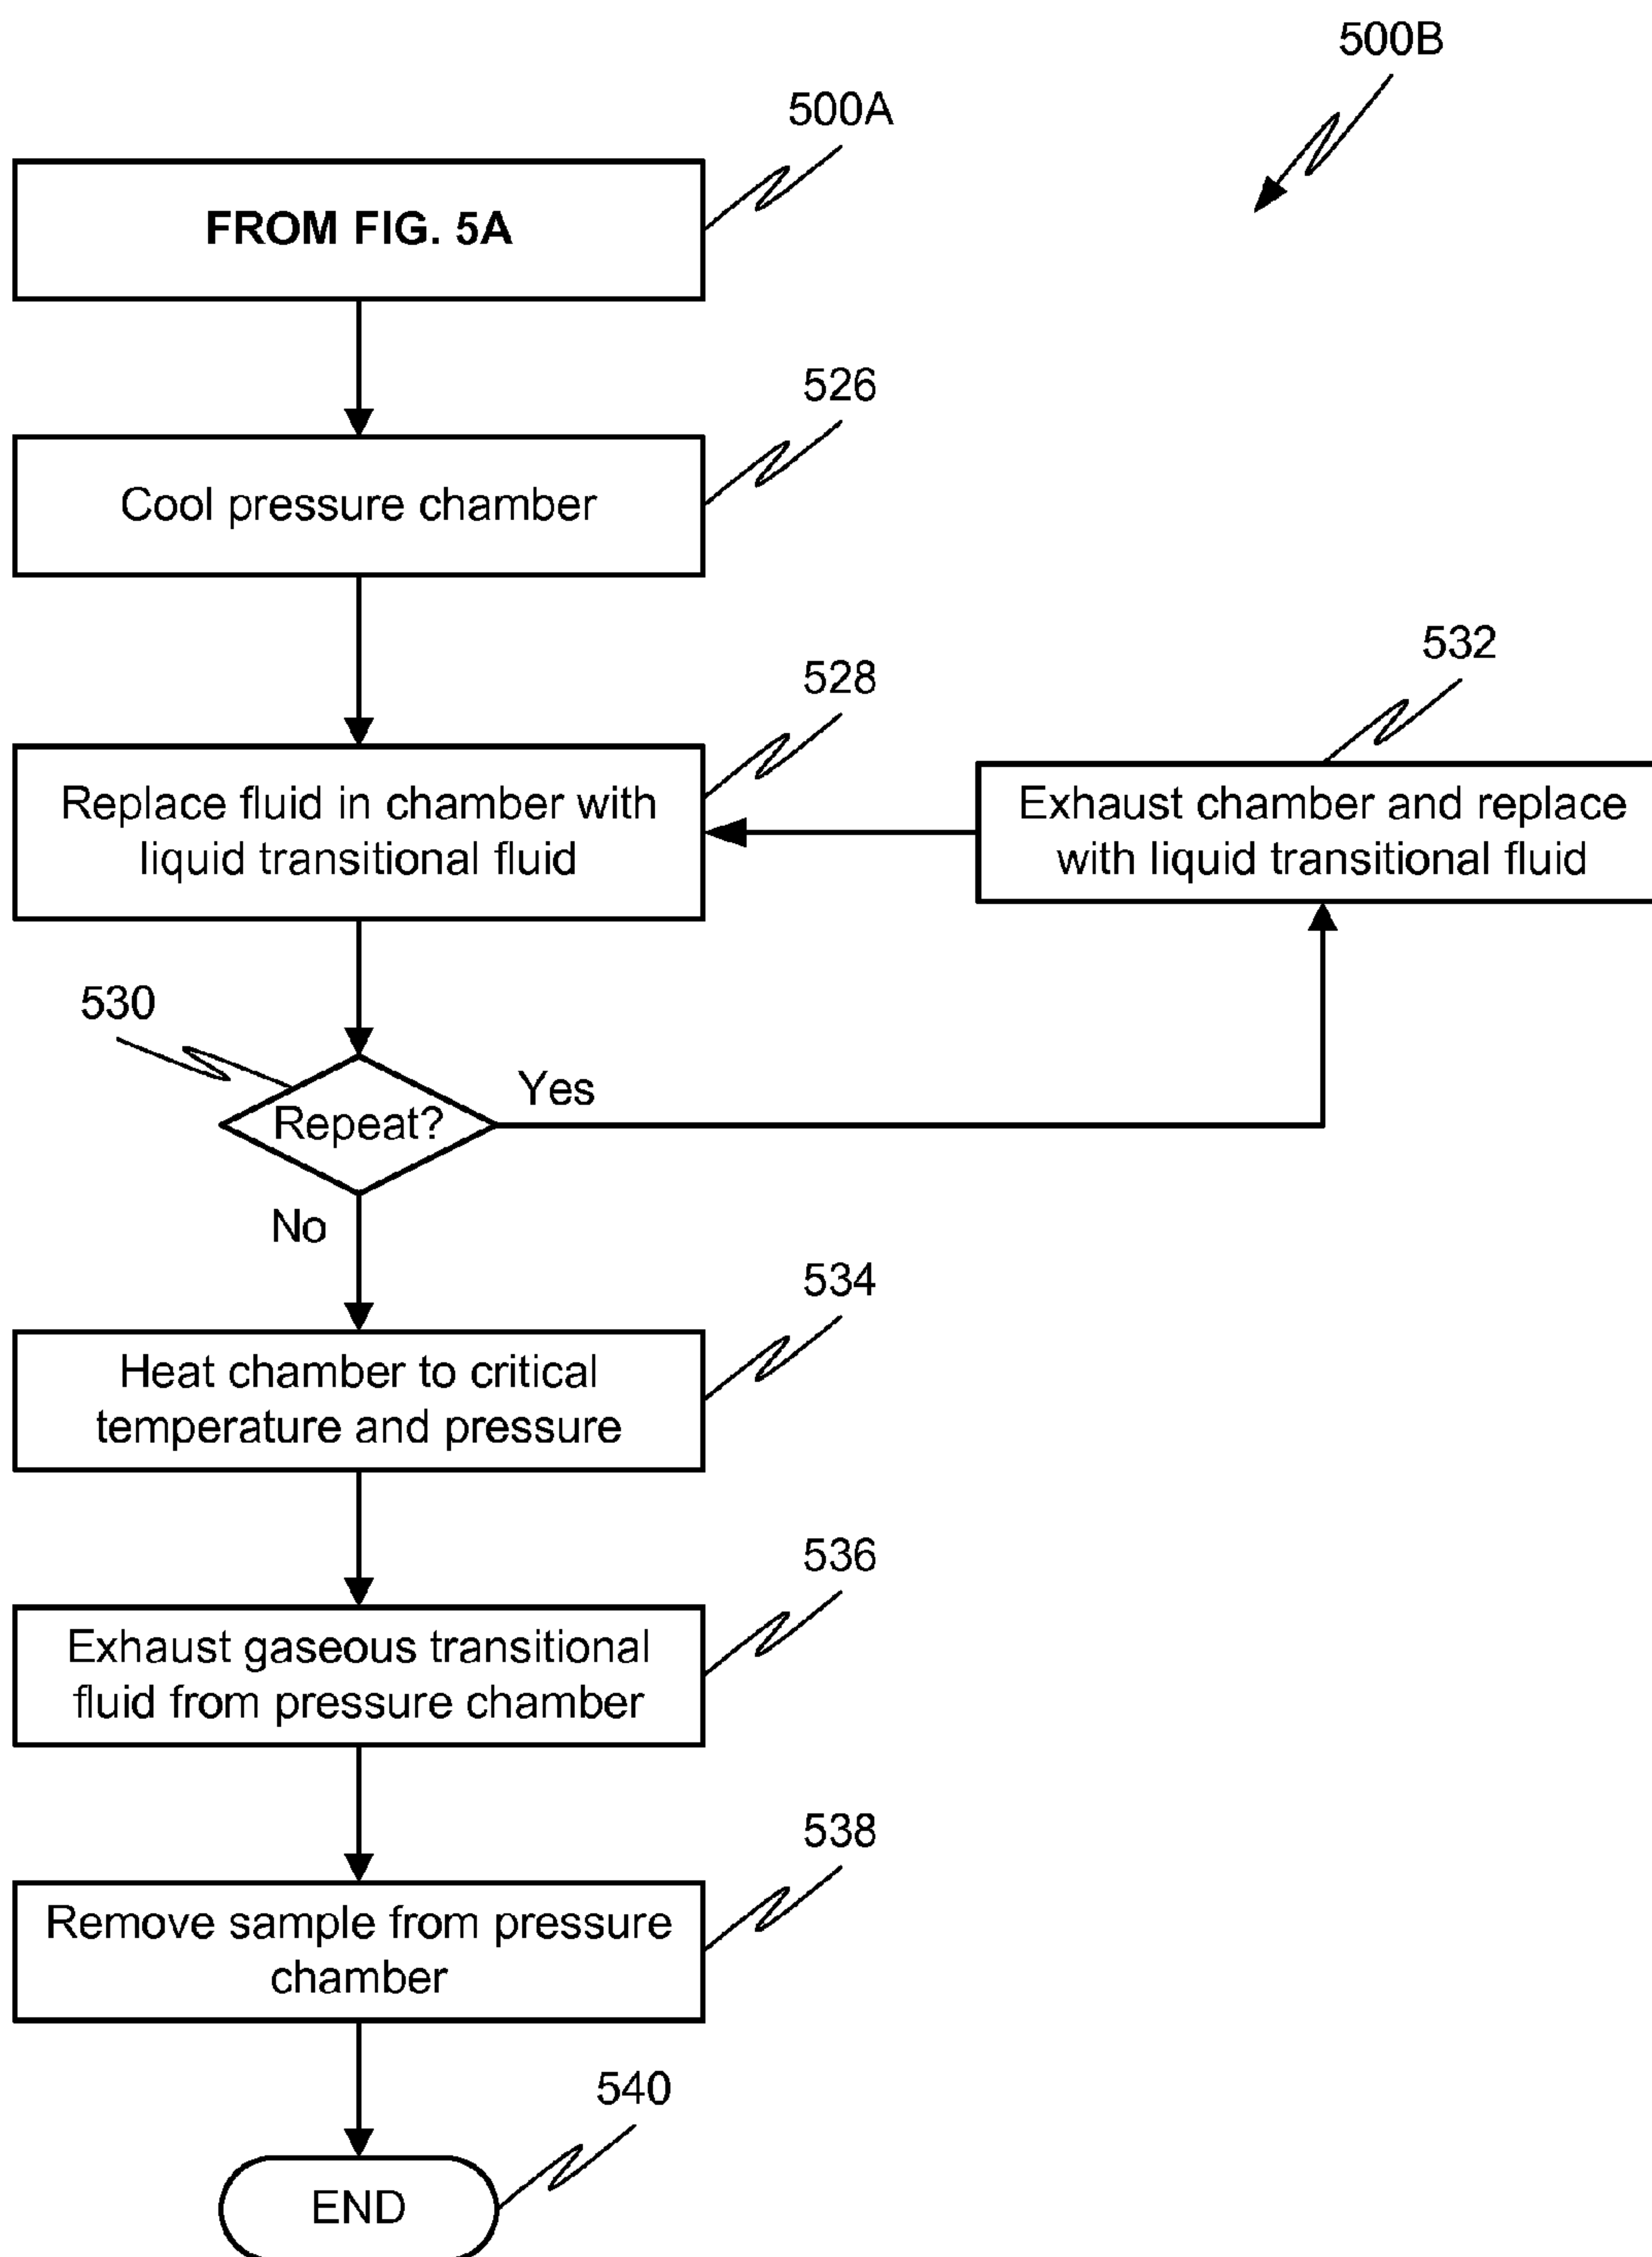 500B
500A
FROM FIG. 5A
526
Cool pressure chamber
528
Replace fluid in chamber with
liquid transitional fluid
532
Exhaust chamber and replace
with liquid transitional fluid
530
Repeat?
Yes
No
534
Heat chamber to critical
temperature and pressure
536
Exhaust gaseous transitional
fluid from pressure chamber
538
Remove sample from pressure
chamber
540
END